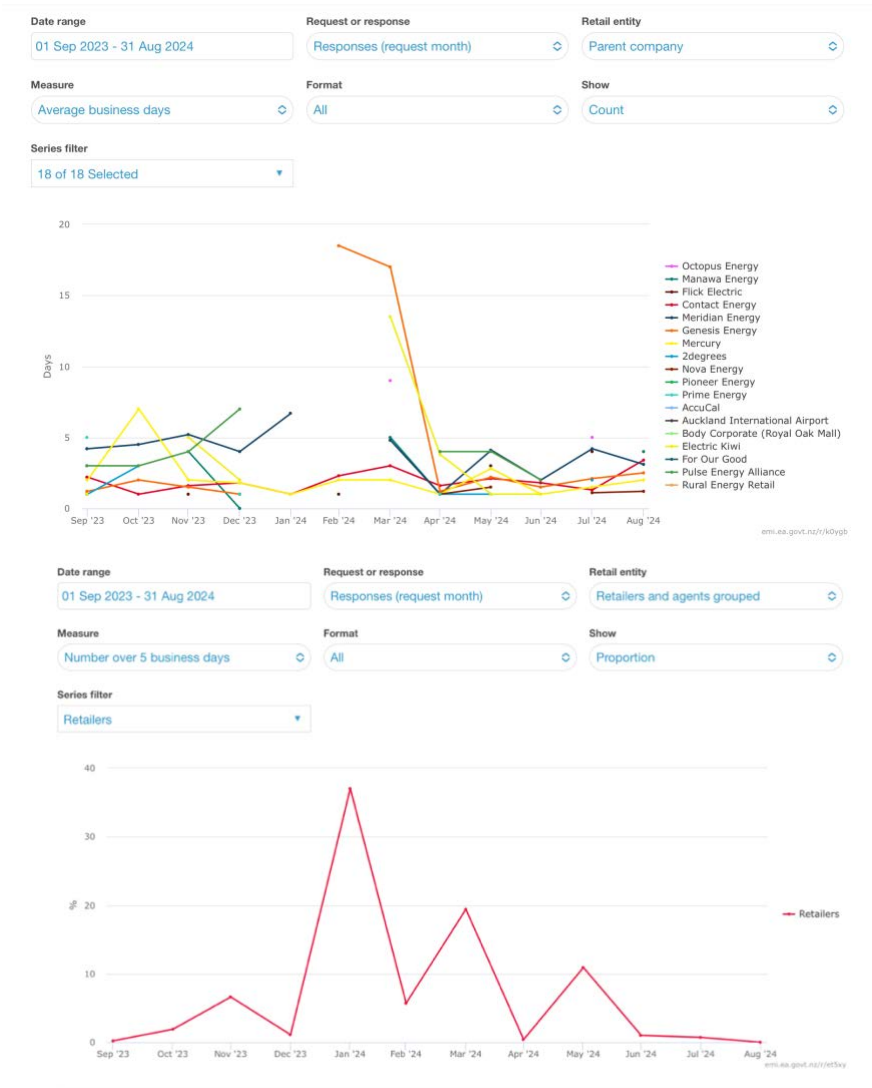 Date range Request or response Retail entity
01 Sep 2023 - 31 Aug 2024 Responses (request month) Parent company
Measure Format Show
Average business days All Count
Series filter
18 of 18 Selected
20
15
10
5
0
Days
Sep '23 Oct '23 Nov '23 Dec '23 Jan '24 Feb '24 Mar '24 Apr '24 May '24 Jun '24 Jul '24 Aug '24
Octopus Energy
Manawa Energy
Flick Electric
Contact Energy
Meridian Energy
Genesis Energy
Mercury
2degrees
Nova Energy
Pioneer Energy
Prime Energy
AccuCal
Auckland International Airport
Body Corporate (Royal Oak Mall)
Electric Kiwi
For Our Good
Pulse Energy Alliance
Rural Energy Retail
emi.ea.govt.nz/r/k0ygb
Date range Request or response Retail entity
01 Sep 2023 - 31 Aug 2024 Responses (request month) Retailers and agents grouped
Measure Format Show
Number over 5 business days All Proportion
Series filter
Retailers
40
30
20
10
0
%
Sep '23 Oct '23 Nov '23 Dec '23 Jan '24 Feb '24 Mar '24 Apr '24 May '24 Jun '24 Jul '24 Aug '24
Retailers
emi.ea.govt.nz/r/et5vy